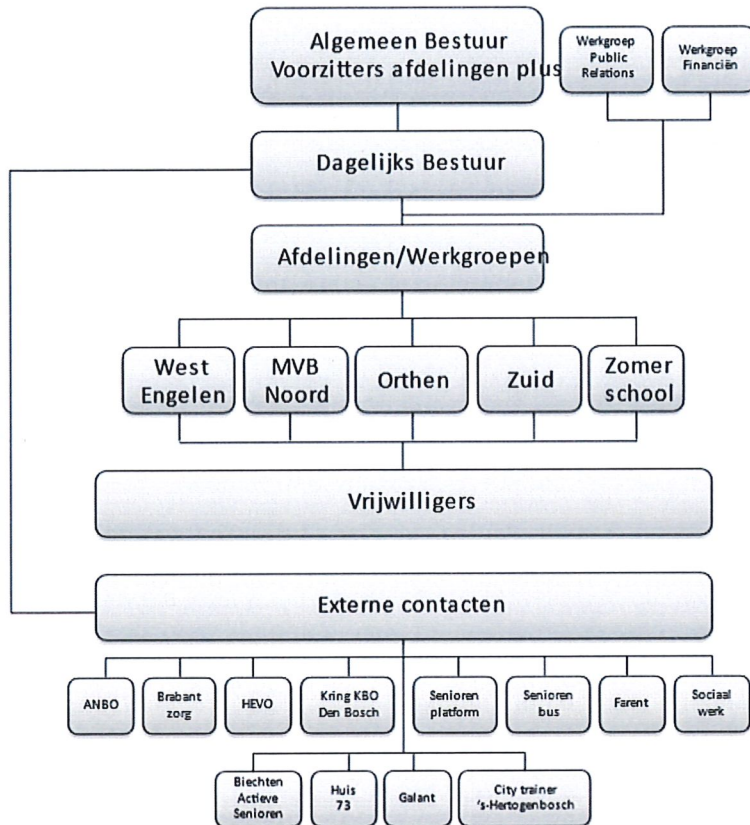 Algemeen Bestuur
Voorzitters afdelingen plus
Werkgroep
Public
Relations
Werkgroep
Financiën
Dagelijks Bestuur
Afdelingen/Werkgroepen
West
Engelen
MVB
Noord
Orthen
Zuid
Zomer
school
Vrijwilligers
Externe contacten
ANBO
Brabant
zorg
HEVO
Kring KBO
Den Bosch
Senioren
platform
Senioren
bus
Farent
Sociaal
werk
Biechten
Actieve
Senioren
Huis
73
Galant
City trainer
's-Hertogenbosch